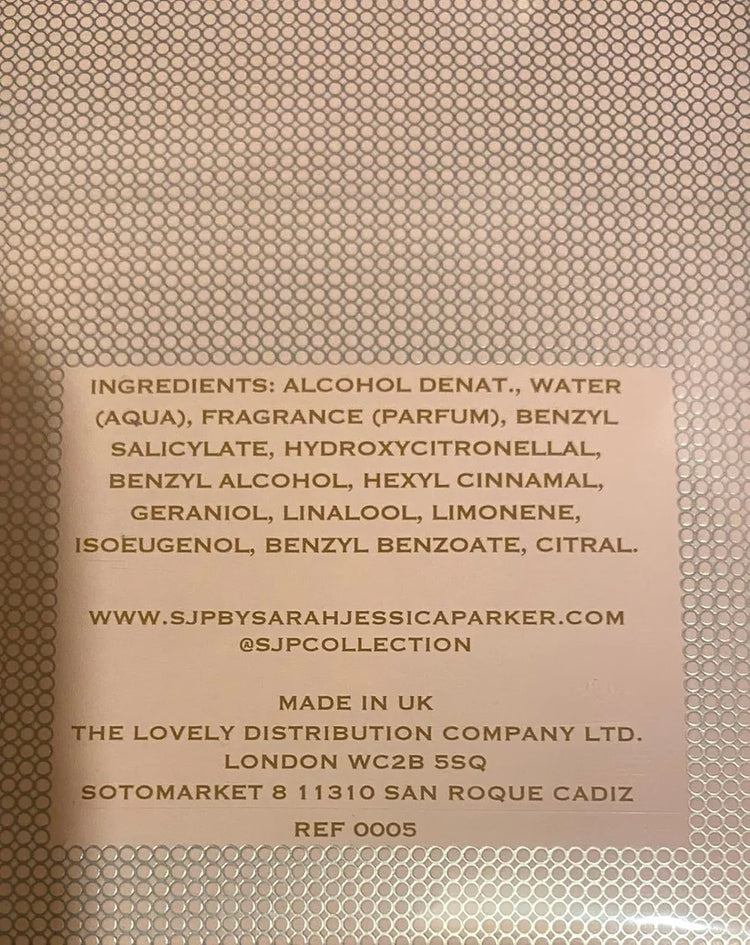 INGREDIENTS: ALCOHOL DENAT., WATER
(AQUA), FRAGRANCE (PARFUM), BENZYL
SALICYLATE, HYDROXYCITRONELLAL,
BENZYL ALCOHOL, HEXYL CINNAMAL,
GERANIOL, LINALOOL, LIMONENE,
ISOEUGENOL, BENZYL BENZOATE, CITRAL.
WWW.SJPBYSARAHJESSICAPARKER.COM
@SJPCOLLECTION
MADE IN UK
THE LOVELY DISTRIBUTION COMPANY LTD.
LONDON WC2B 5SQ
SOTOMARKET 8 11310 SAN ROQUE CADIZ
REF 0005